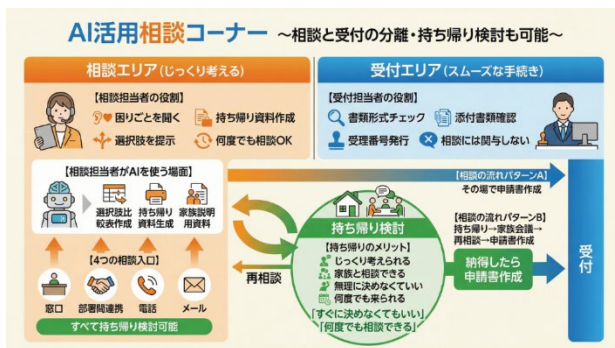 AI活用相談コーナー ～相談と受付の分離・持ち帰り検討も可能～
相談エリア(じっくり考える)
【相談担当者の役割】
困りごとを聞く
持ち帰り資料作成
選択肢を提示
何度でも相談OK
受付エリア(スムーズな手続き)
【受付担当者の役割】
書類形式チェック
添付書類確認
受理番号発行
相談には関与しない
【相談担当者がAIを使う場面】
選択肢比
較表作成
持ち帰り
資料生成
家族説明
用資料
【4つの相談入口】
窓口
部署間連携
電話
メール
すべて持ち帰り検討可能
再相談
持ち帰り検討
【持ち帰りのメリット】
じっくり考えられる
家族と相談できる
無理に決めなくていい
何度でも来られる
「すぐに決めなくてもいい」
「何度でも相談できる」
【相談の流れパターンA】
その場で申請書作成
【相談の流れパターンB】
持ち帰り→家族会議→
再相談→申請書作成
納得したら
申請書作成
受付